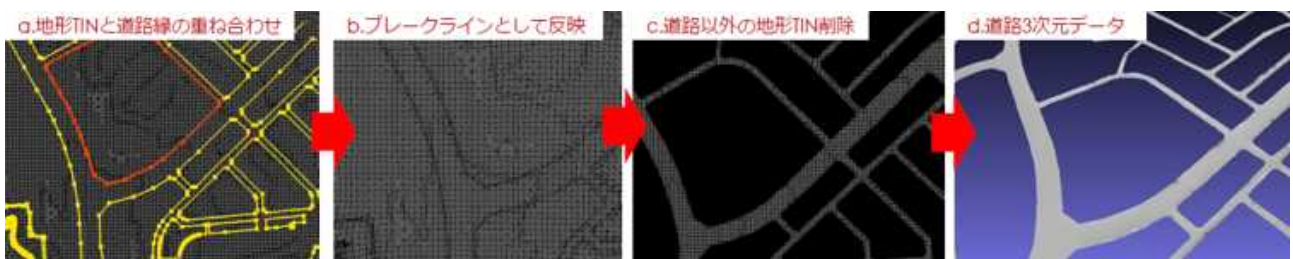 a.地形TINと道路縁の重ね合わせ
b.ブレークラインとして反映
c.道路以外の地形TIN削除
d.道路3次元データ